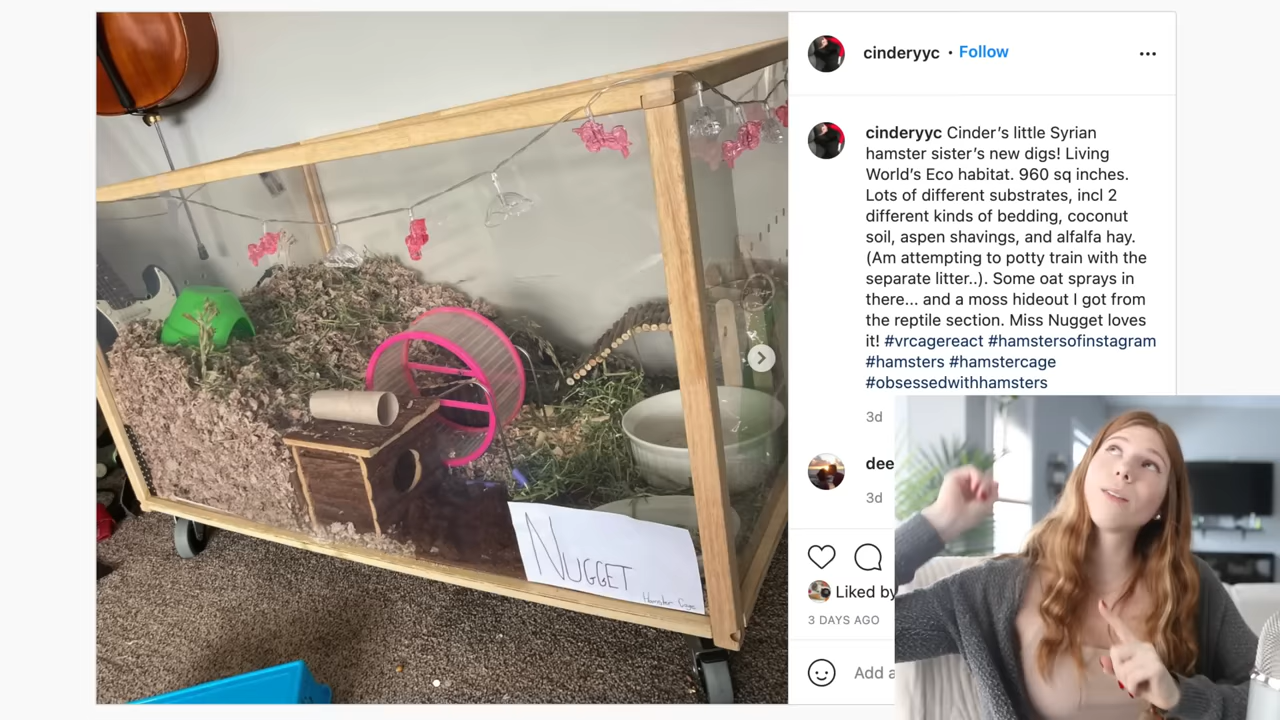 cinderyyc • Follow
cinderyyc Cinder’s little Syrian
hamster sister’s new digs! Living
World’s Eco habitat. 960 sq inches.
Lots of different substrates, incl 2
different kinds of bedding, coconut
soil, aspen shavings, and alfalfa hay.
(Am attempting to potty train with the
separate litter..). Some oat sprays in
there... and a moss hideout I got from
the reptile section. Miss Nugget loves
it! #vrcagereact #hamstersofinstagram
#hamsters #hamstercage
#obsessedwithhamsters
3d
dee
3d
Liked by
3 DAYS AGO
Add a
NUGGET
Hamster Cage